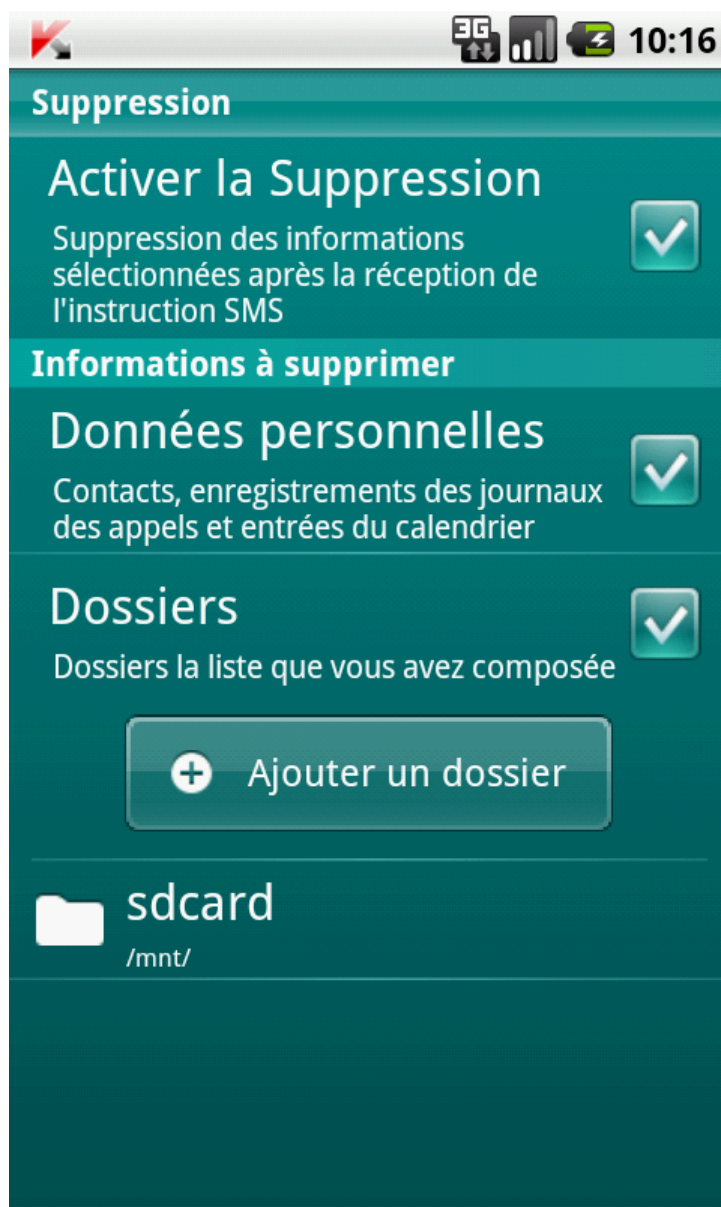 3G 10:16
Suppression
Activer la Suppression
Suppression des informations
sélectionnées après la réception de
l'instruction SMS
Informations à supprimer
Données personnelles
Contacts, enregistrements des journaux
des appels et entrées du calendrier
Dossiers
Dossiers la liste que vous avez composée
Ajouter un dossier
sdcard
/mnt/